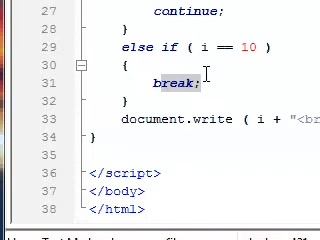 27 continue;
28 }
29 else if ( i == 10 )
30 {
31 break;
32 }
33 document.write ( i + "<br
34 }
35
36 </script>
37 </body>
38 </html>